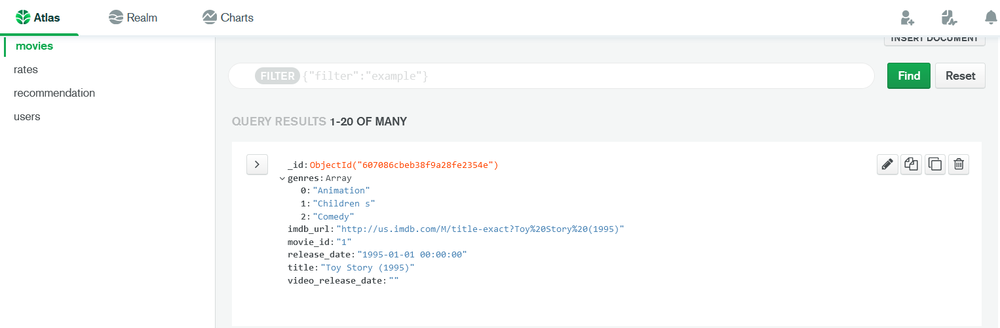 Atlas Realm Charts
movies
rates
recommendation
users
INSERT DOCUMENT
FILTER {"filter":"example"}
Find Reset
QUERY RESULTS 1-20 OF MANY
_id:ObjectId("607086cbeb38f9a28fe2354e")
genres:Array
0:"Animation"
1:"Children s"
2:"Comedy"
imdb_url:"http://us.imdb.com/M/title-exact?Toy%20Story%20(1995)"
movie_id:"1"
release_date:"1995-01-01 00:00:00"
title:"Toy Story (1995)"
video_release_date:""